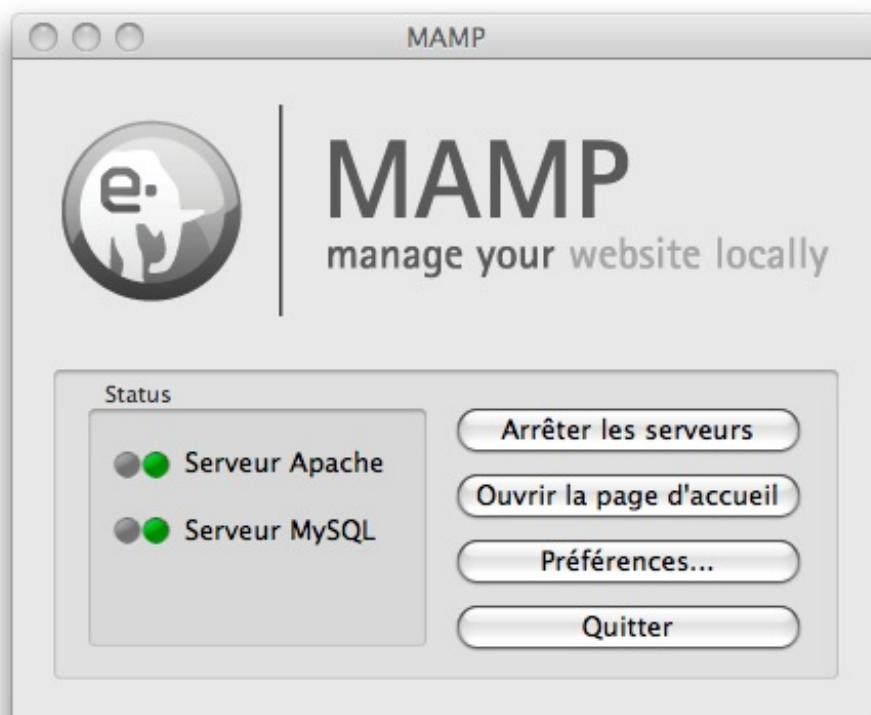 MAMP
e.
MAMP
manage your website locally
Status
Serveur Apache
Serveur MySQL
Arrêter les serveurs
Ouvrir la page d'accueil
Préférences...
Quitter